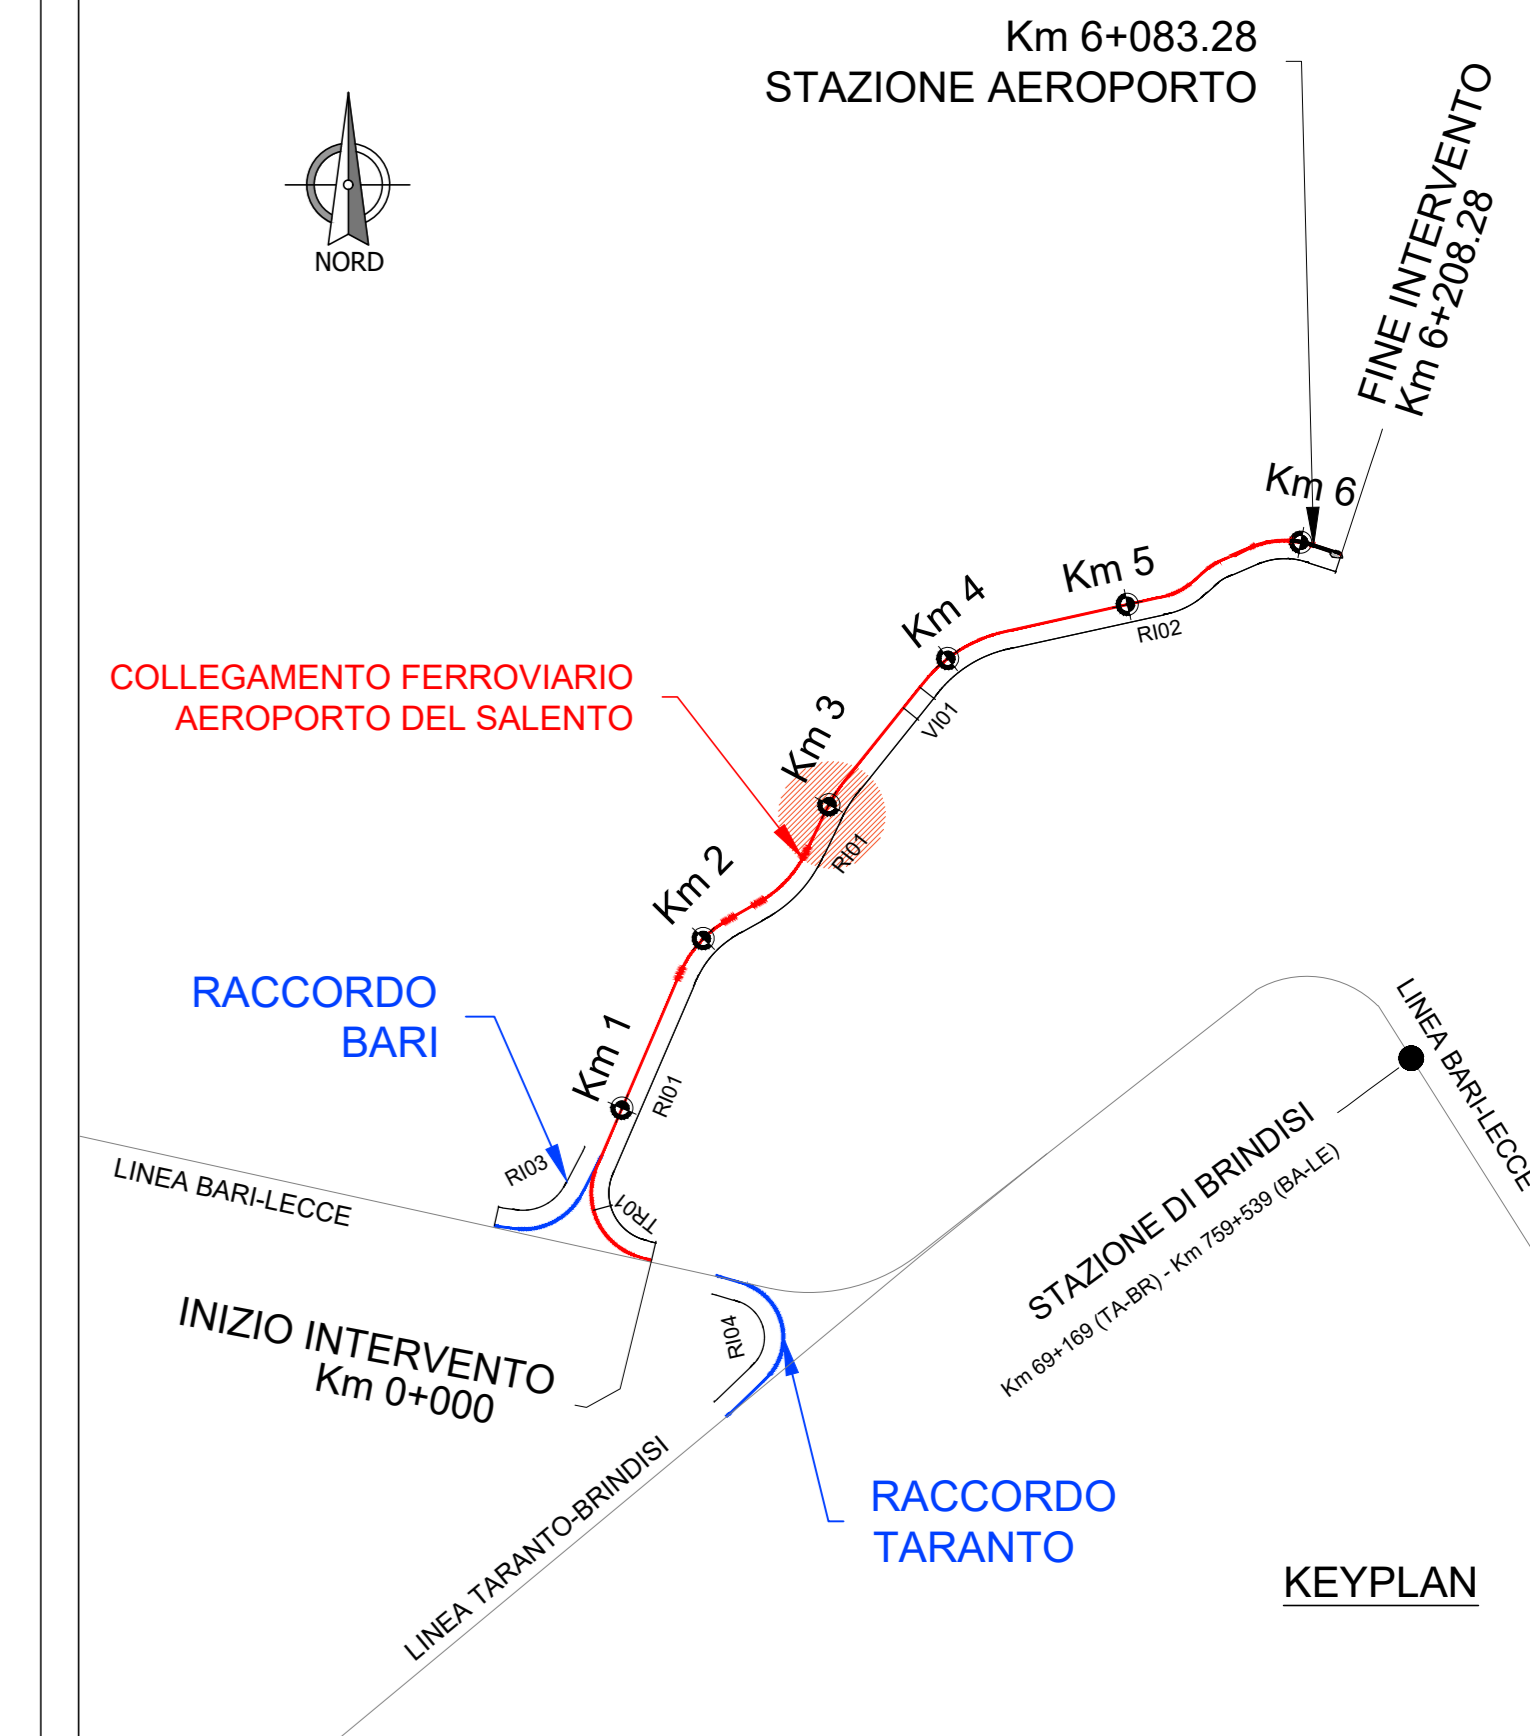 Km 6+083.28
STAZIONE AEROPORTO
FINE INTERVENTO
Km 6+208.28
NORD
Km 6
Km 5
RI02
Km 4
VI01
COLLEGAMENTO FERROVIARIO
AEROPORTO DEL SALENTO
Km 3
RI01
Km 2
RACCORDO
BARI
Km 1
RI01
LINEA BARI-LECCE
RI03
TR01
LINEA BARI-LECCE
STAZIONE DI BRINDISI
Km 69+169 (TA-BR) - Km 759+539 (BA-LE)
INIZIO INTERVENTO
Km 0+000
RI04
LINEA TARANTO-BRINDISI
RACCORDO
TARANTO
KEYPLAN